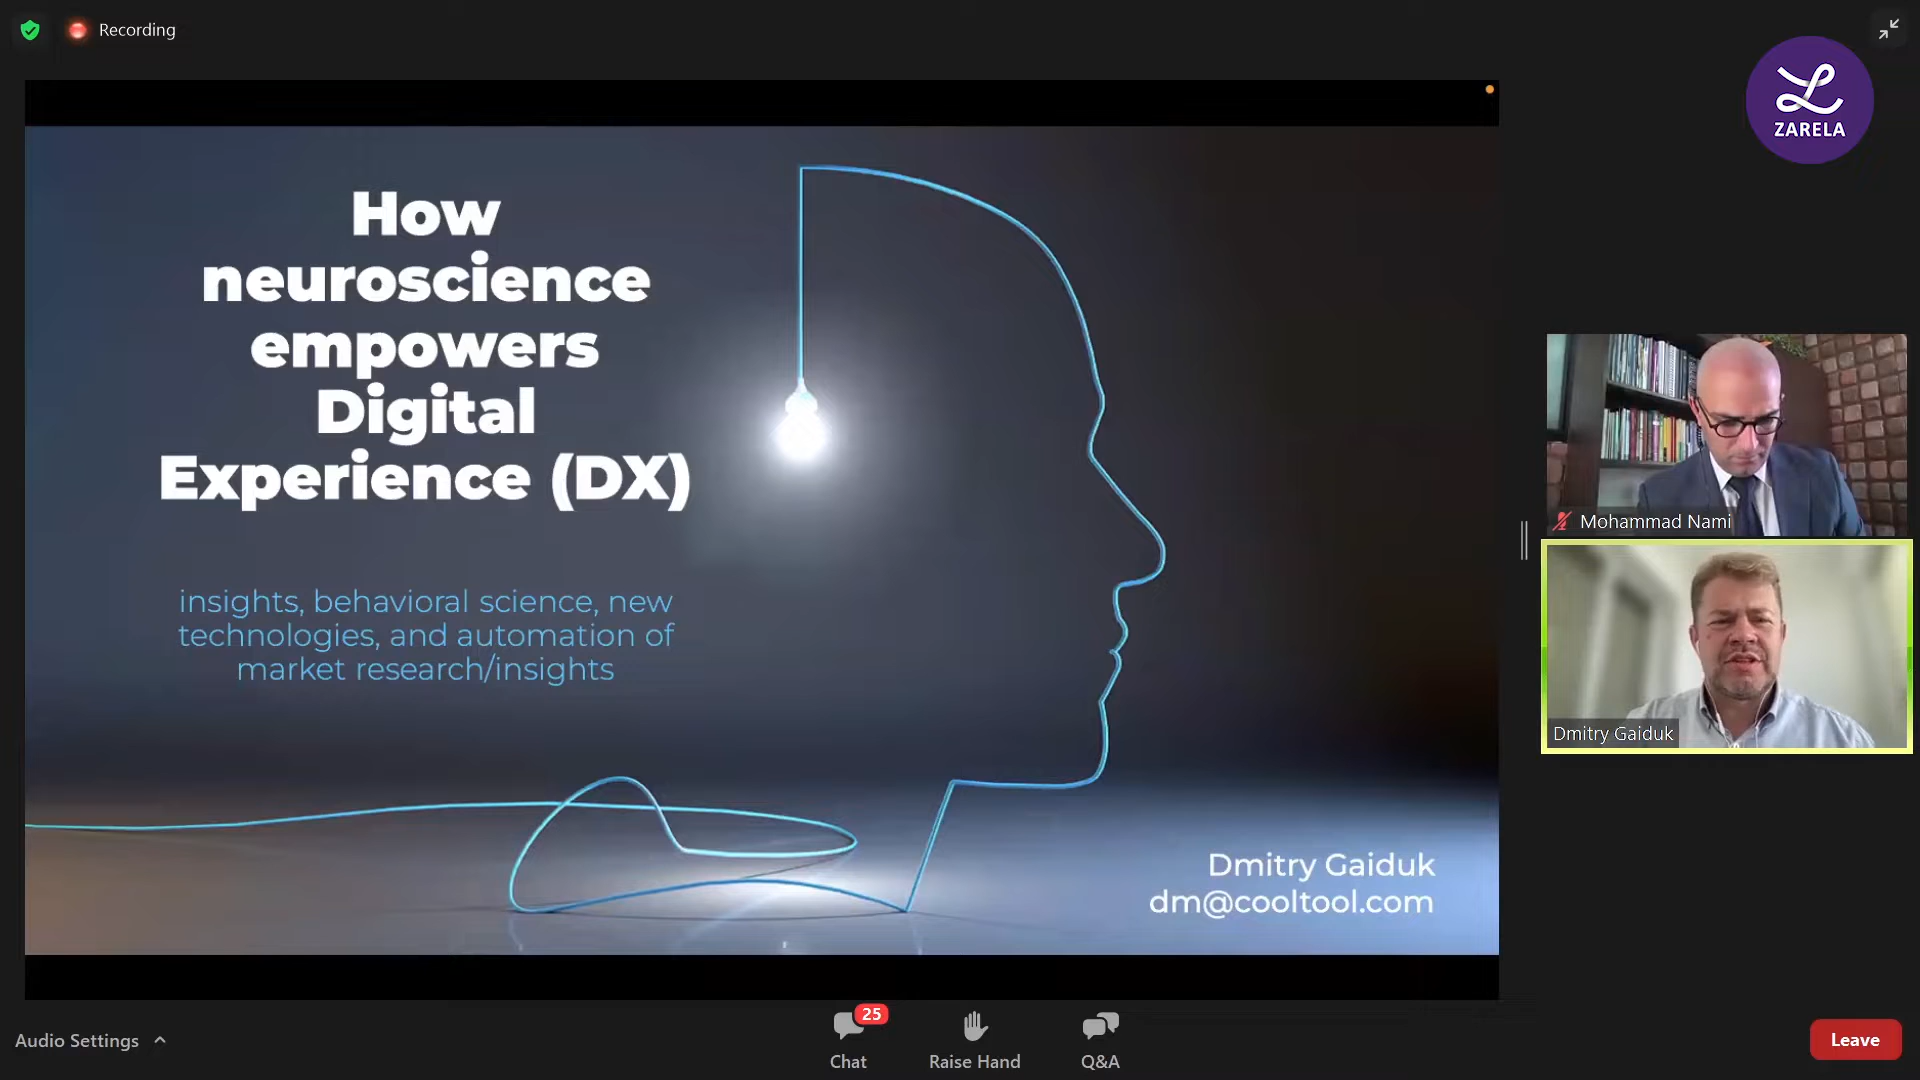 Recording
ZARELA
How
neuroscience
empowers
Digital
Experience (DX)
insights, behavioral science, new
technologies, and automation of
market research/insights
Dmitry Gaiduk
dm@cooltool.com
Mohammad Nami
Dmitry Gaiduk
Audio Settings
25
Chat
Raise Hand
Q&A
Leave